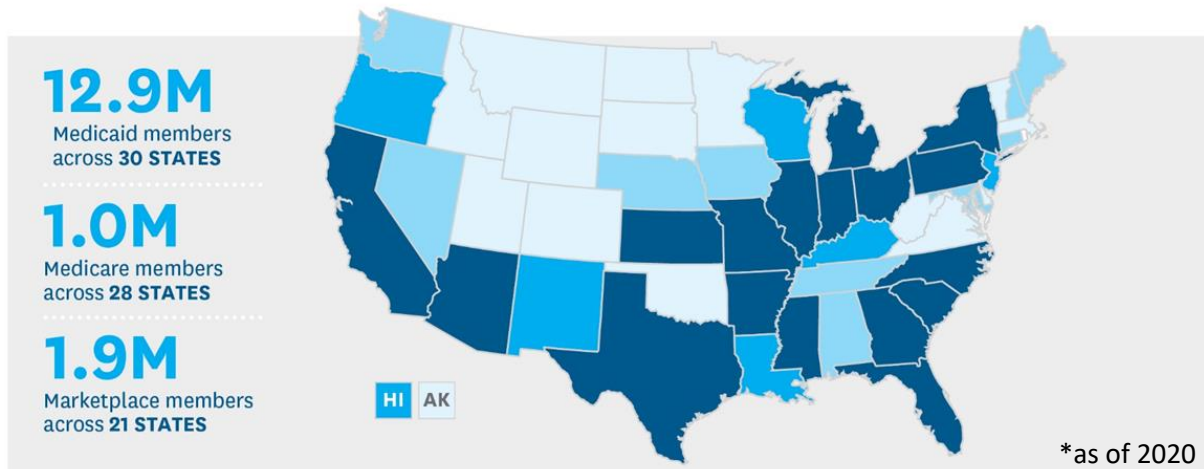 12.9M
Medicaid members
across 30 STATES
1.0M
Medicare members
across 28 STATES
1.9M
Marketplace members
across 21 STATES
HI AK
*as of 2020